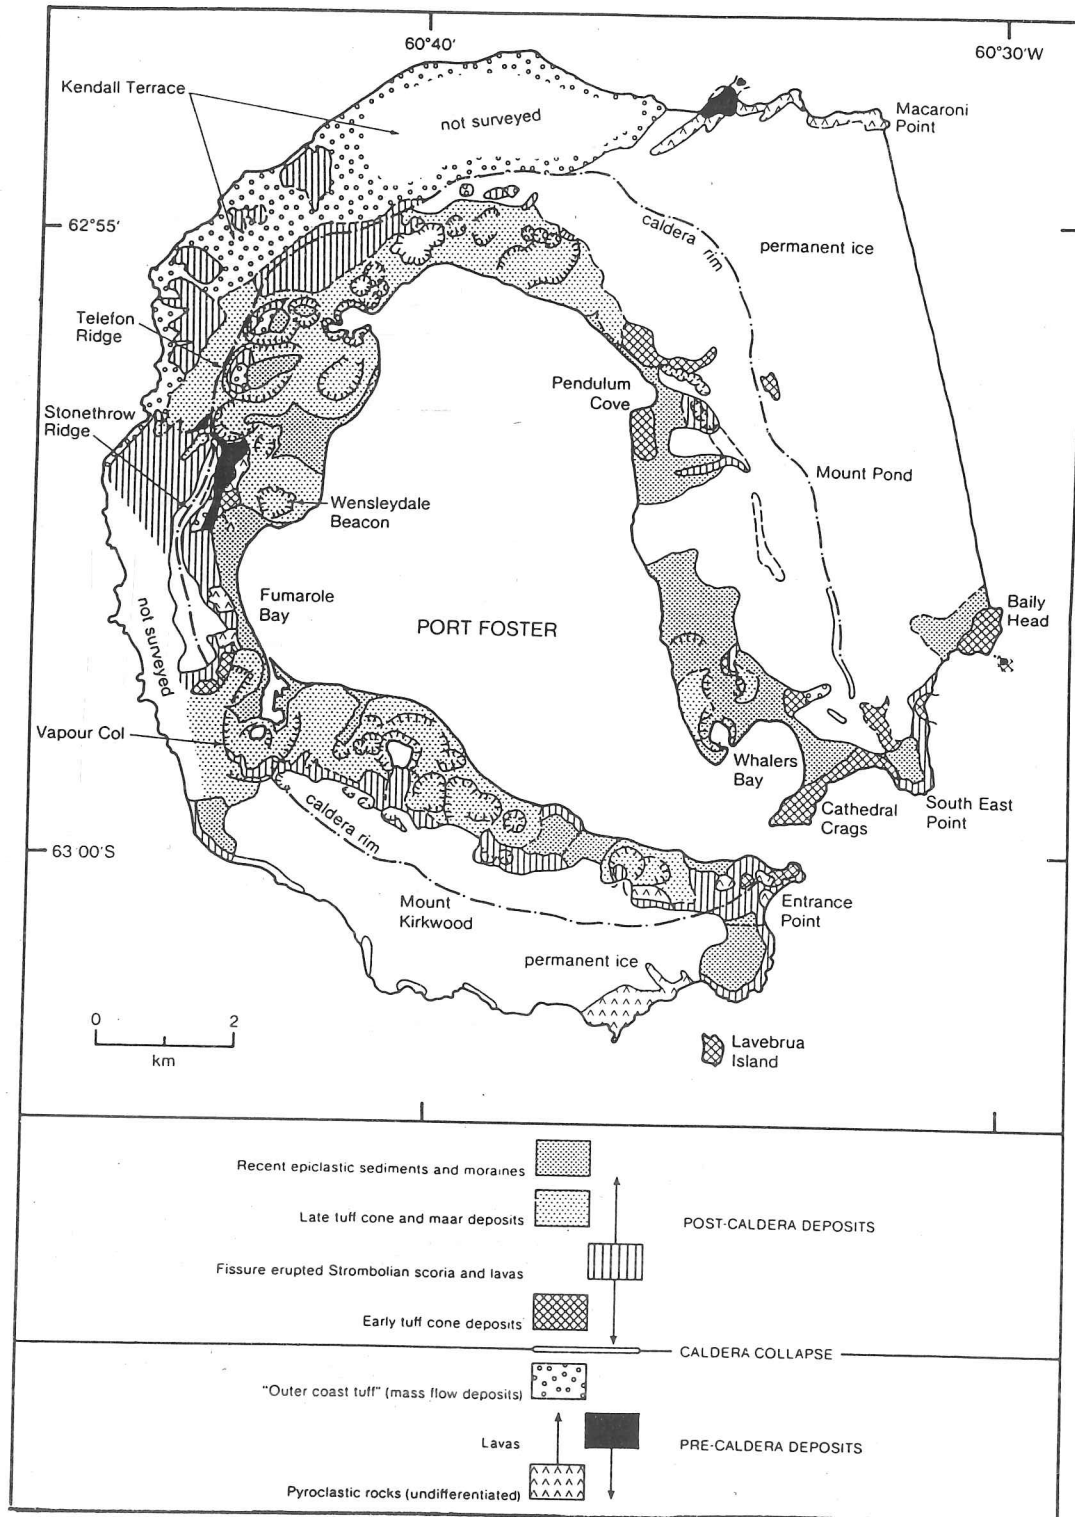 60°40'
60°30'W
Kendall Terrace
not surveyed
Macaroni
Point
62°55'
caldera
rim
permanent ice
Telefon
Ridge
Pendulum
Cove
Stonethrow
Ridge
Mount Pond
Wensleydale
Beacon
Fumarole
Bay
PORT FOSTER
Baily
Head
not surveyed
Vapour Col
Whalers
Bay
caldera rim
Cathedral
Crags
South East
Point
63 00'S
Mount
Kirkwood
Entrance
Point
permanent ice
0
2
km
Lavebrua
Island
Recent epiclastic sediments and moraines
Late tuff cone and maar deposits
POST-CALDERA DEPOSITS
Fissure erupted Strombolian scoria and lavas
Early tuff cone deposits
CALDERA COLLAPSE
"Outer coast tuff" (mass flow deposits)
Lavas
PRE-CALDERA DEPOSITS
Pyroclastic rocks (undifferentiated)